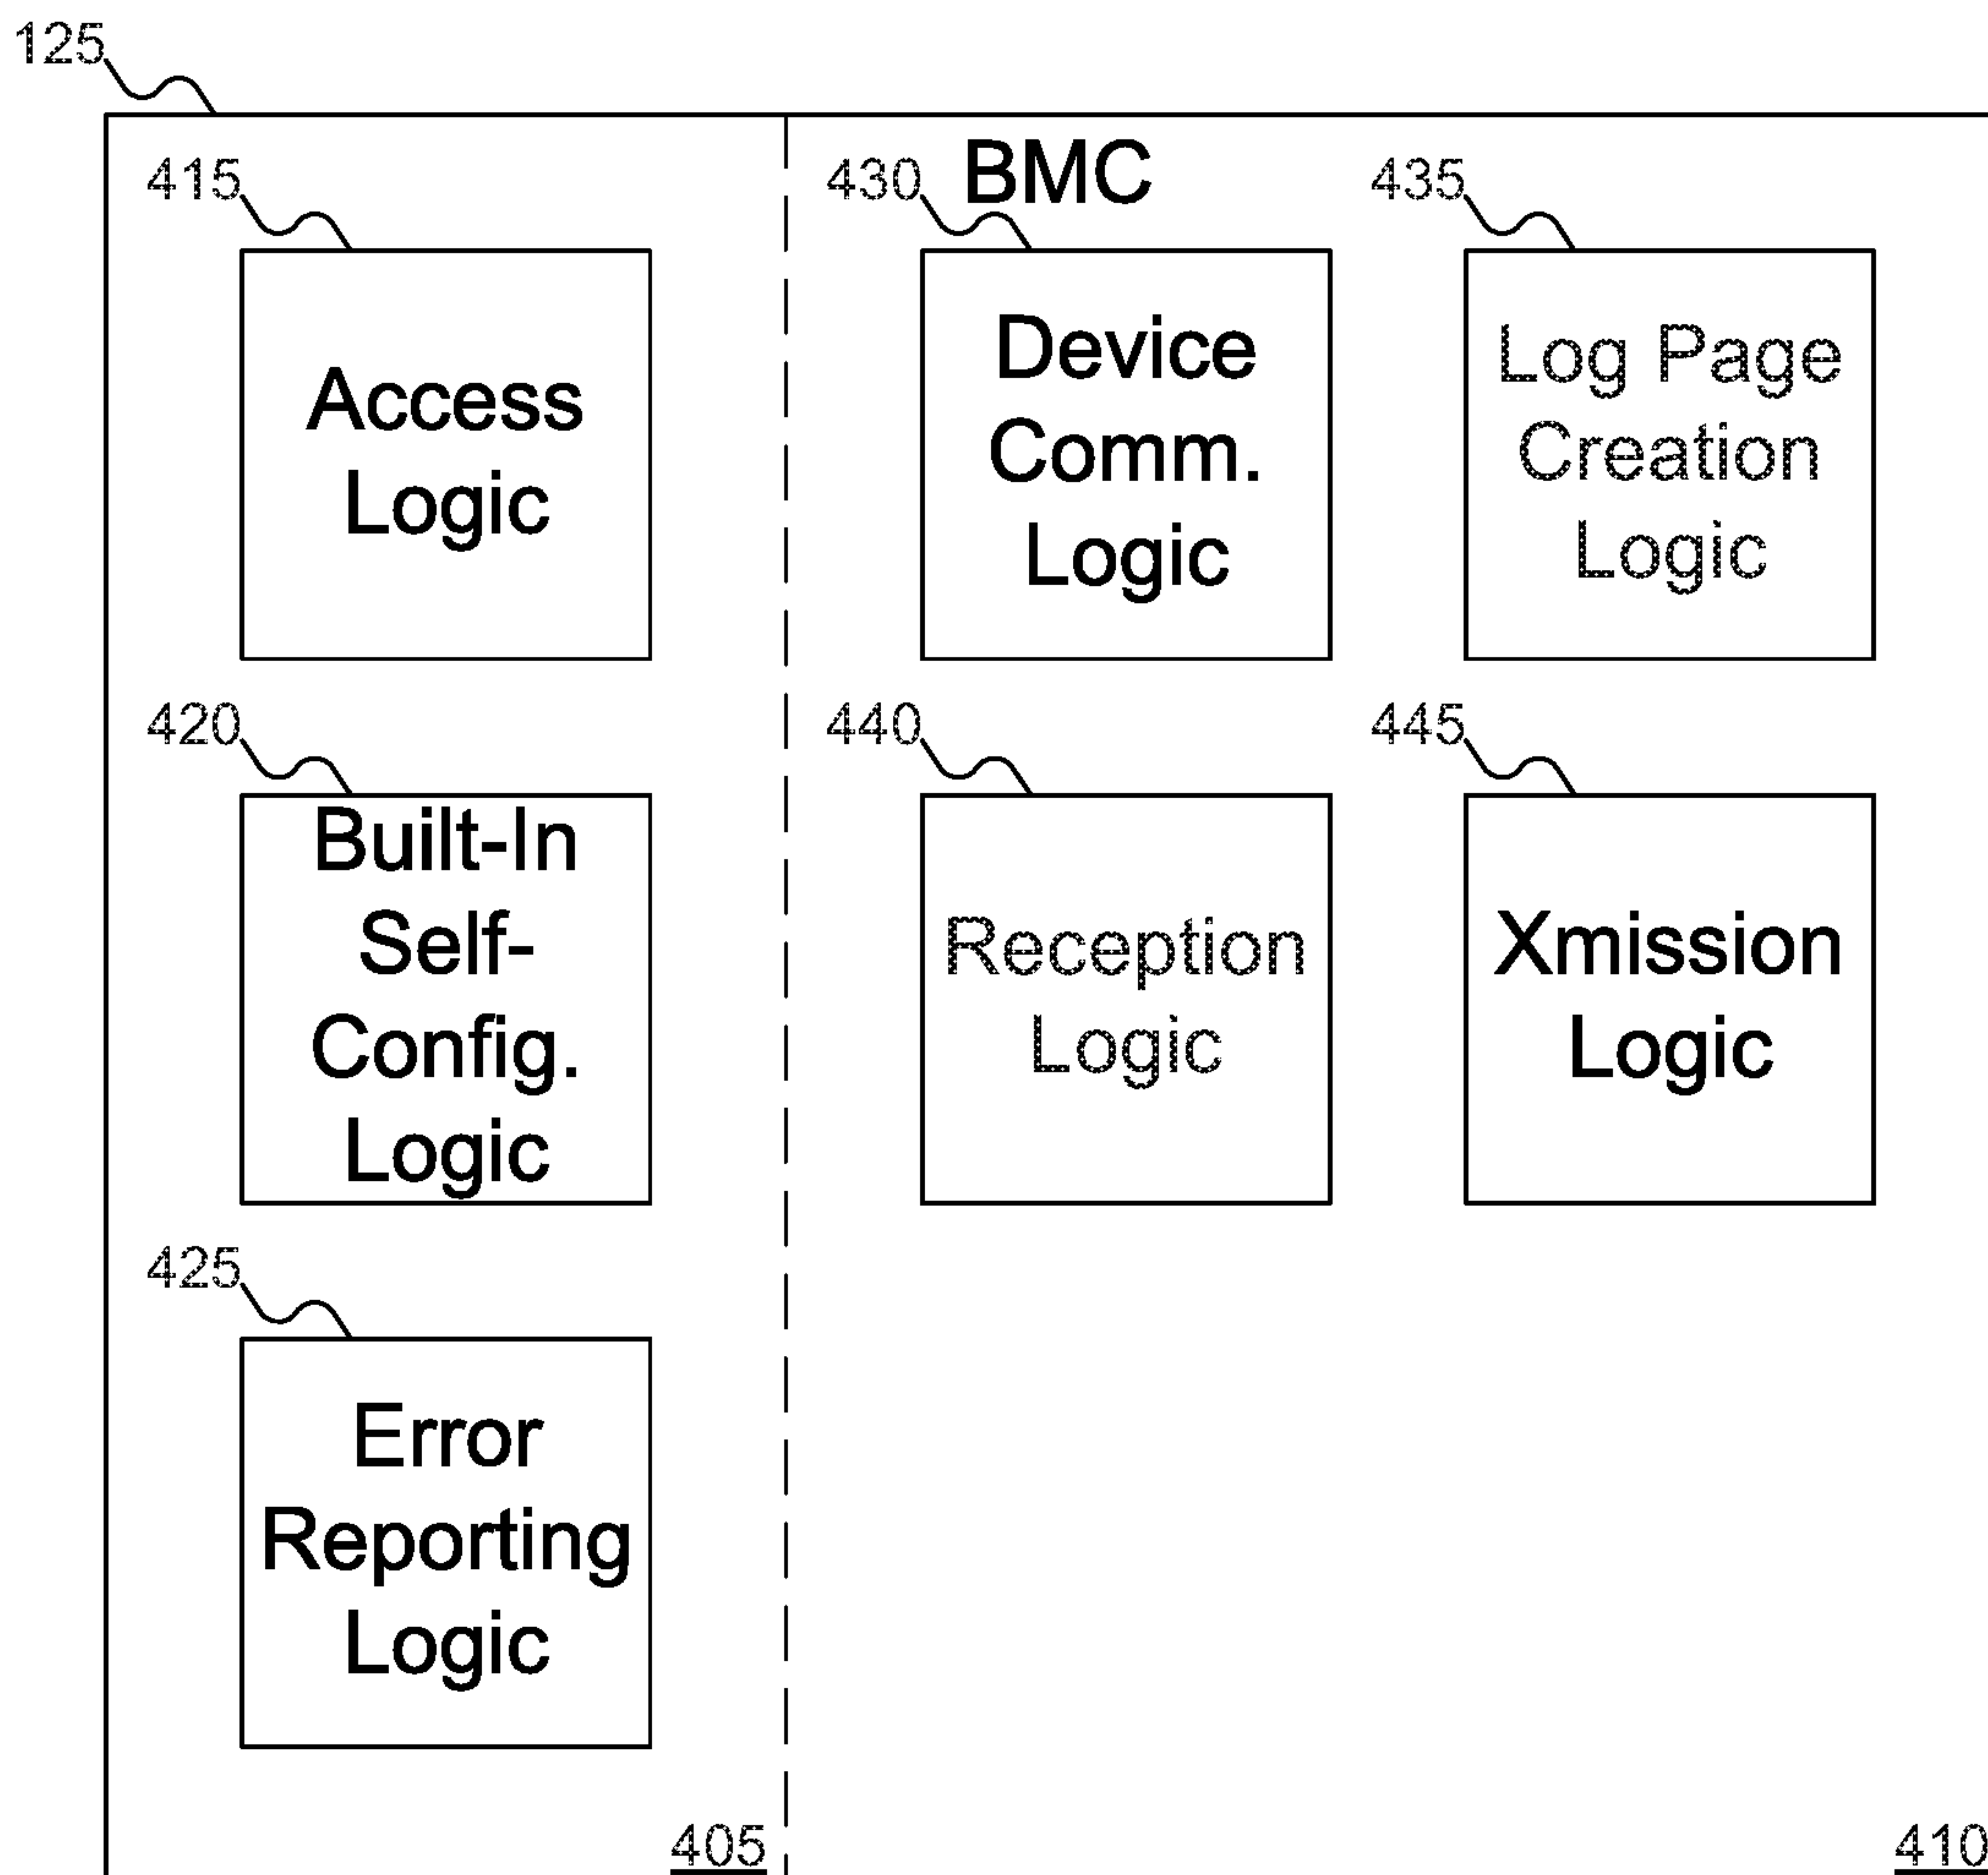 125
BMC
415
430
435
Access
Logic
Device
Comm.
Logic
Log Page
Creation
Logic
420
440
445
Built-In
Self-
Config.
Logic
Reception
Logic
Xmission
Logic
425
Error
Reporting
Logic
405
410